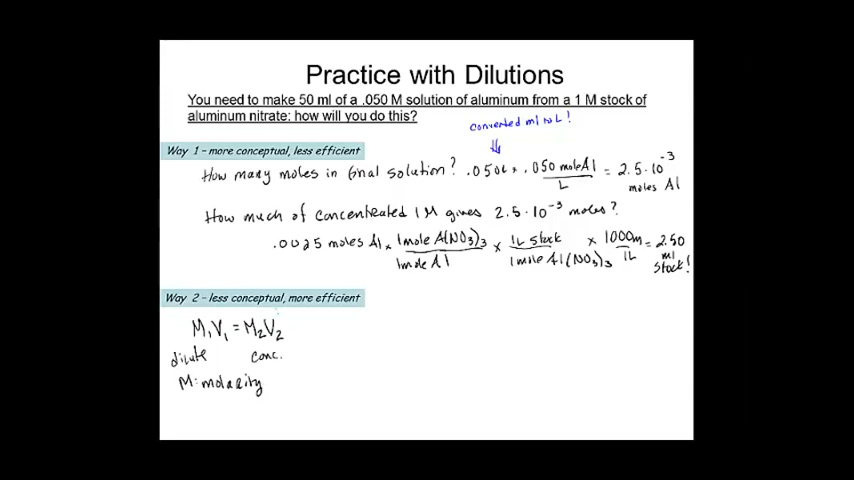 Practice with Dilutions
You need to make 50 ml of a .050 M solution of aluminum from a 1 M stock of
aluminum nitrate: how will you do this?
converted ml to L!
Way 1 – more conceptual, less efficient
How many moles in final solution? .050L * .050 mole Al / L = 2.5·10⁻³ moles Al
How much of concentrated 1M gives 2.5·10⁻³ moles?
.0025 moles Al × 1 mole Al(NO₃)₃ / 1 mole Al × 1L stock / 1 mole Al(NO₃)₃ × 1000m / 1L = 2.50 ml stock!
Way 2 – less conceptual, more efficient
M₁V₁ = M₂V₂
dilute conc.
M: molarity